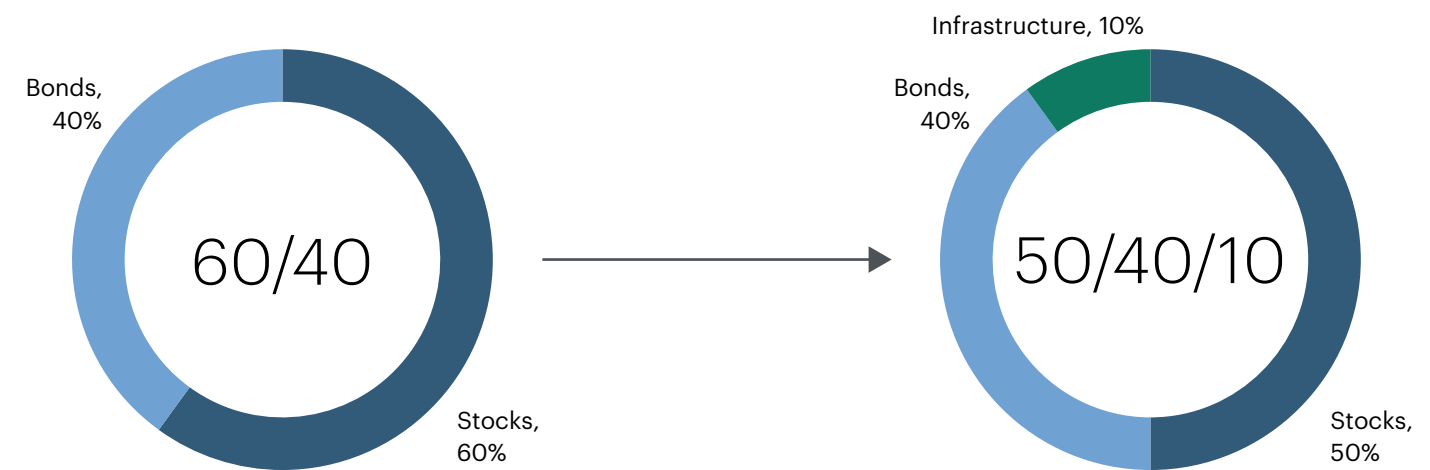 Bonds,
40%
60/40
Stocks,
60%
Infrastructure, 10%
Bonds,
40%
50/40/10
Stocks,
50%